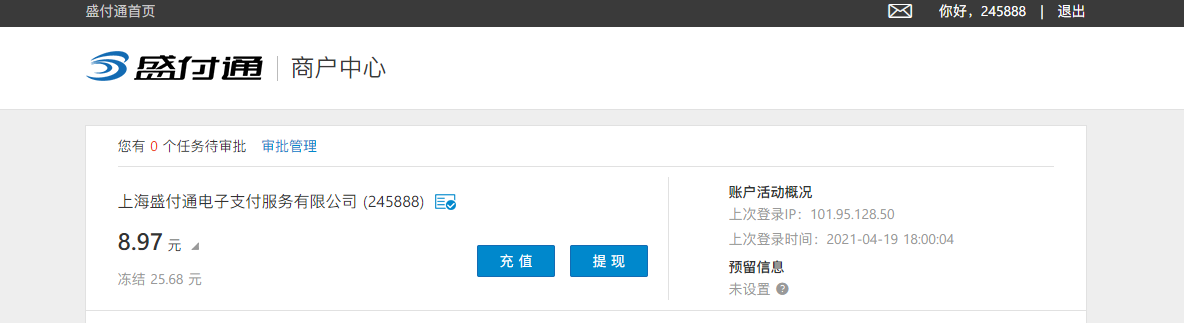 盛付通首页 你好，245888 | 退出
盛付通 | 商户中心
您有 0 个任务待审批 审批管理
上海盛付通电子支付服务有限公司 (245888)
8.97 元
冻结 25.68 元
充 值 提 现
账户活动概况
上次登录IP：101.95.128.50
上次登录时间：2021-04-19 18:00:04
预留信息
未设置 ?